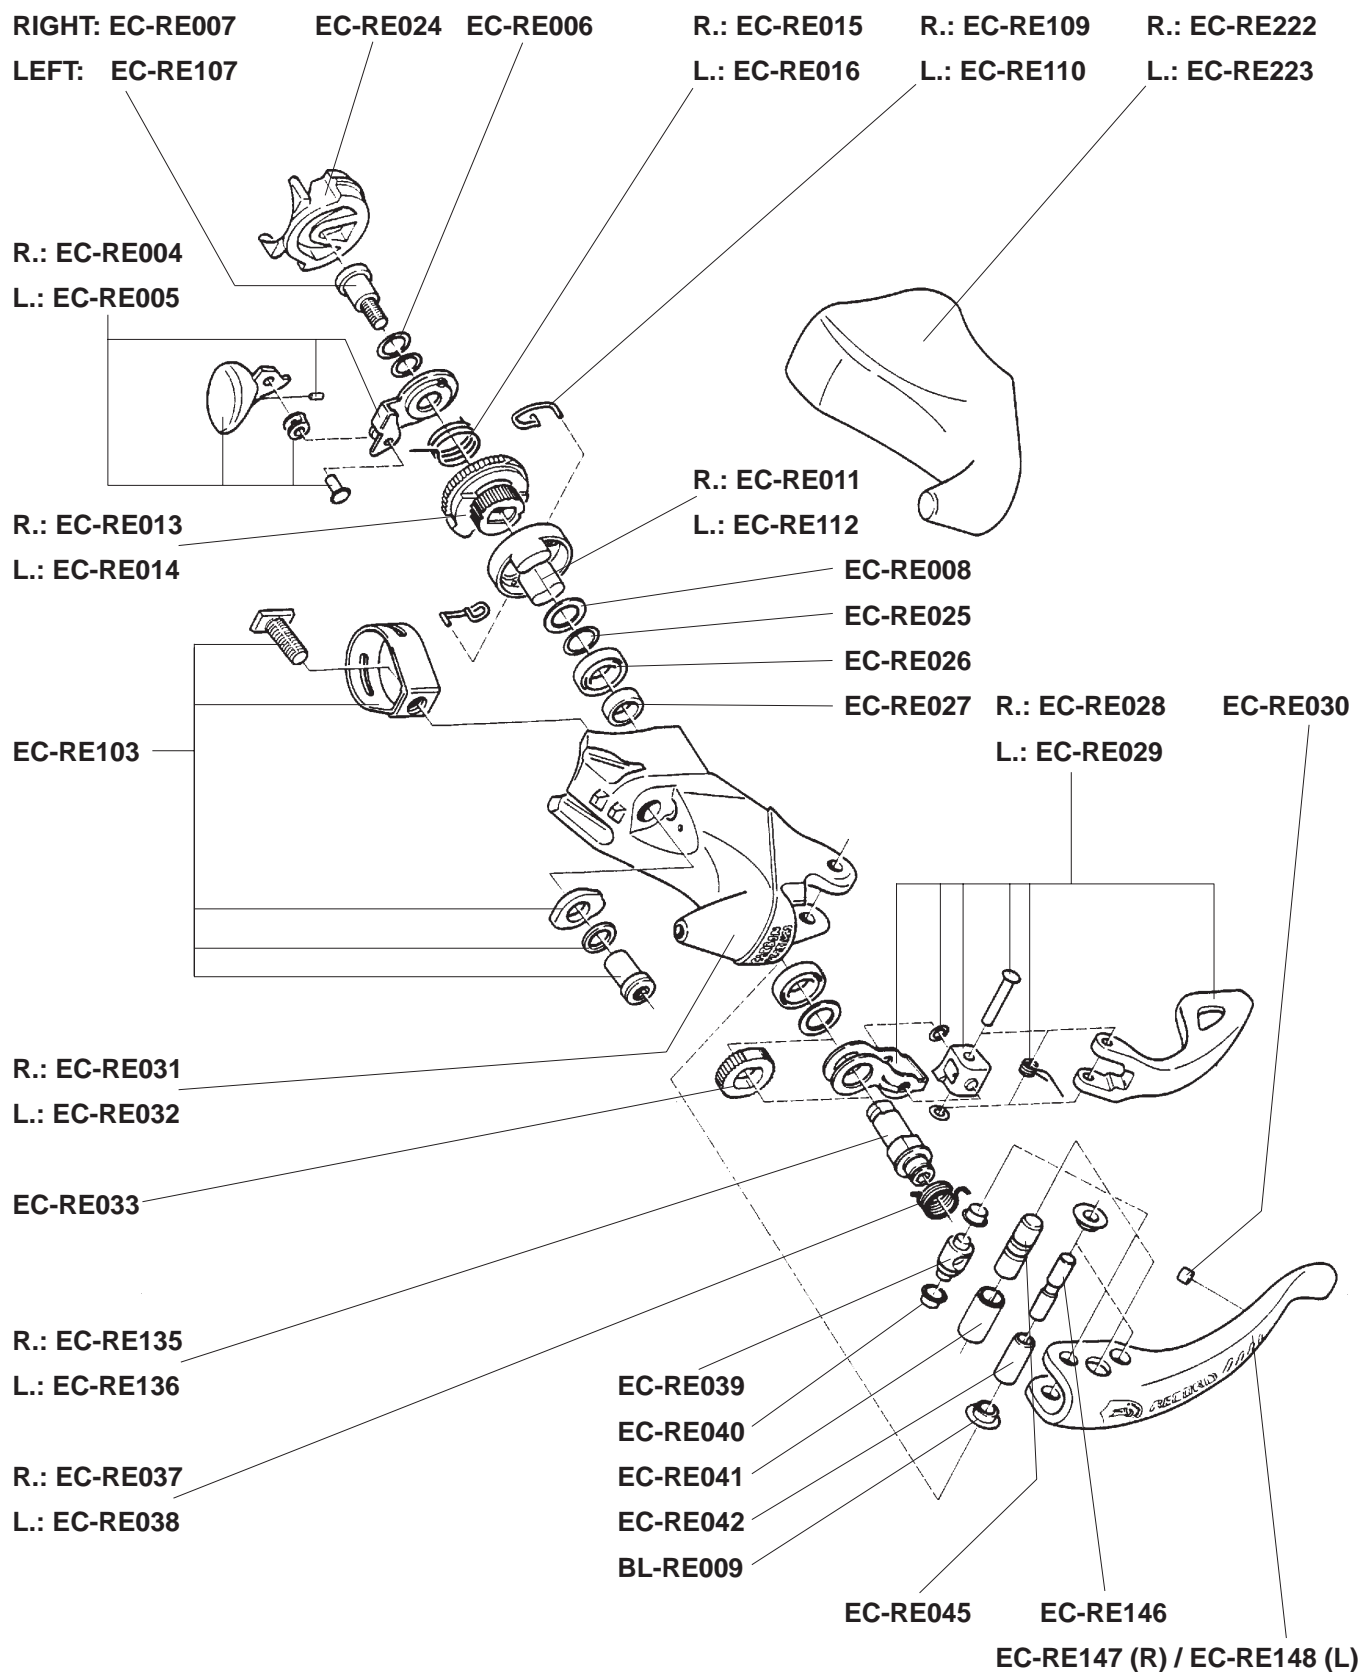 RIGHT: EC-RE007
LEFT: EC-RE107
EC-RE024
EC-RE006
R.: EC-RE015
L.: EC-RE016
R.: EC-RE109
L.: EC-RE110
R.: EC-RE222
L.: EC-RE223
R.: EC-RE004
L.: EC-RE005
R.: EC-RE013
L.: EC-RE014
R.: EC-RE011
L.: EC-RE112
EC-RE008
EC-RE025
EC-RE026
EC-RE027
R.: EC-RE028
L.: EC-RE029
EC-RE030
EC-RE103
R.: EC-RE031
L.: EC-RE032
EC-RE033
R.: EC-RE135
L.: EC-RE136
R.: EC-RE037
L.: EC-RE038
EC-RE039
EC-RE040
EC-RE041
EC-RE042
BL-RE009
RECORD
EC-RE045
EC-RE146
EC-RE147 (R) / EC-RE148 (L)